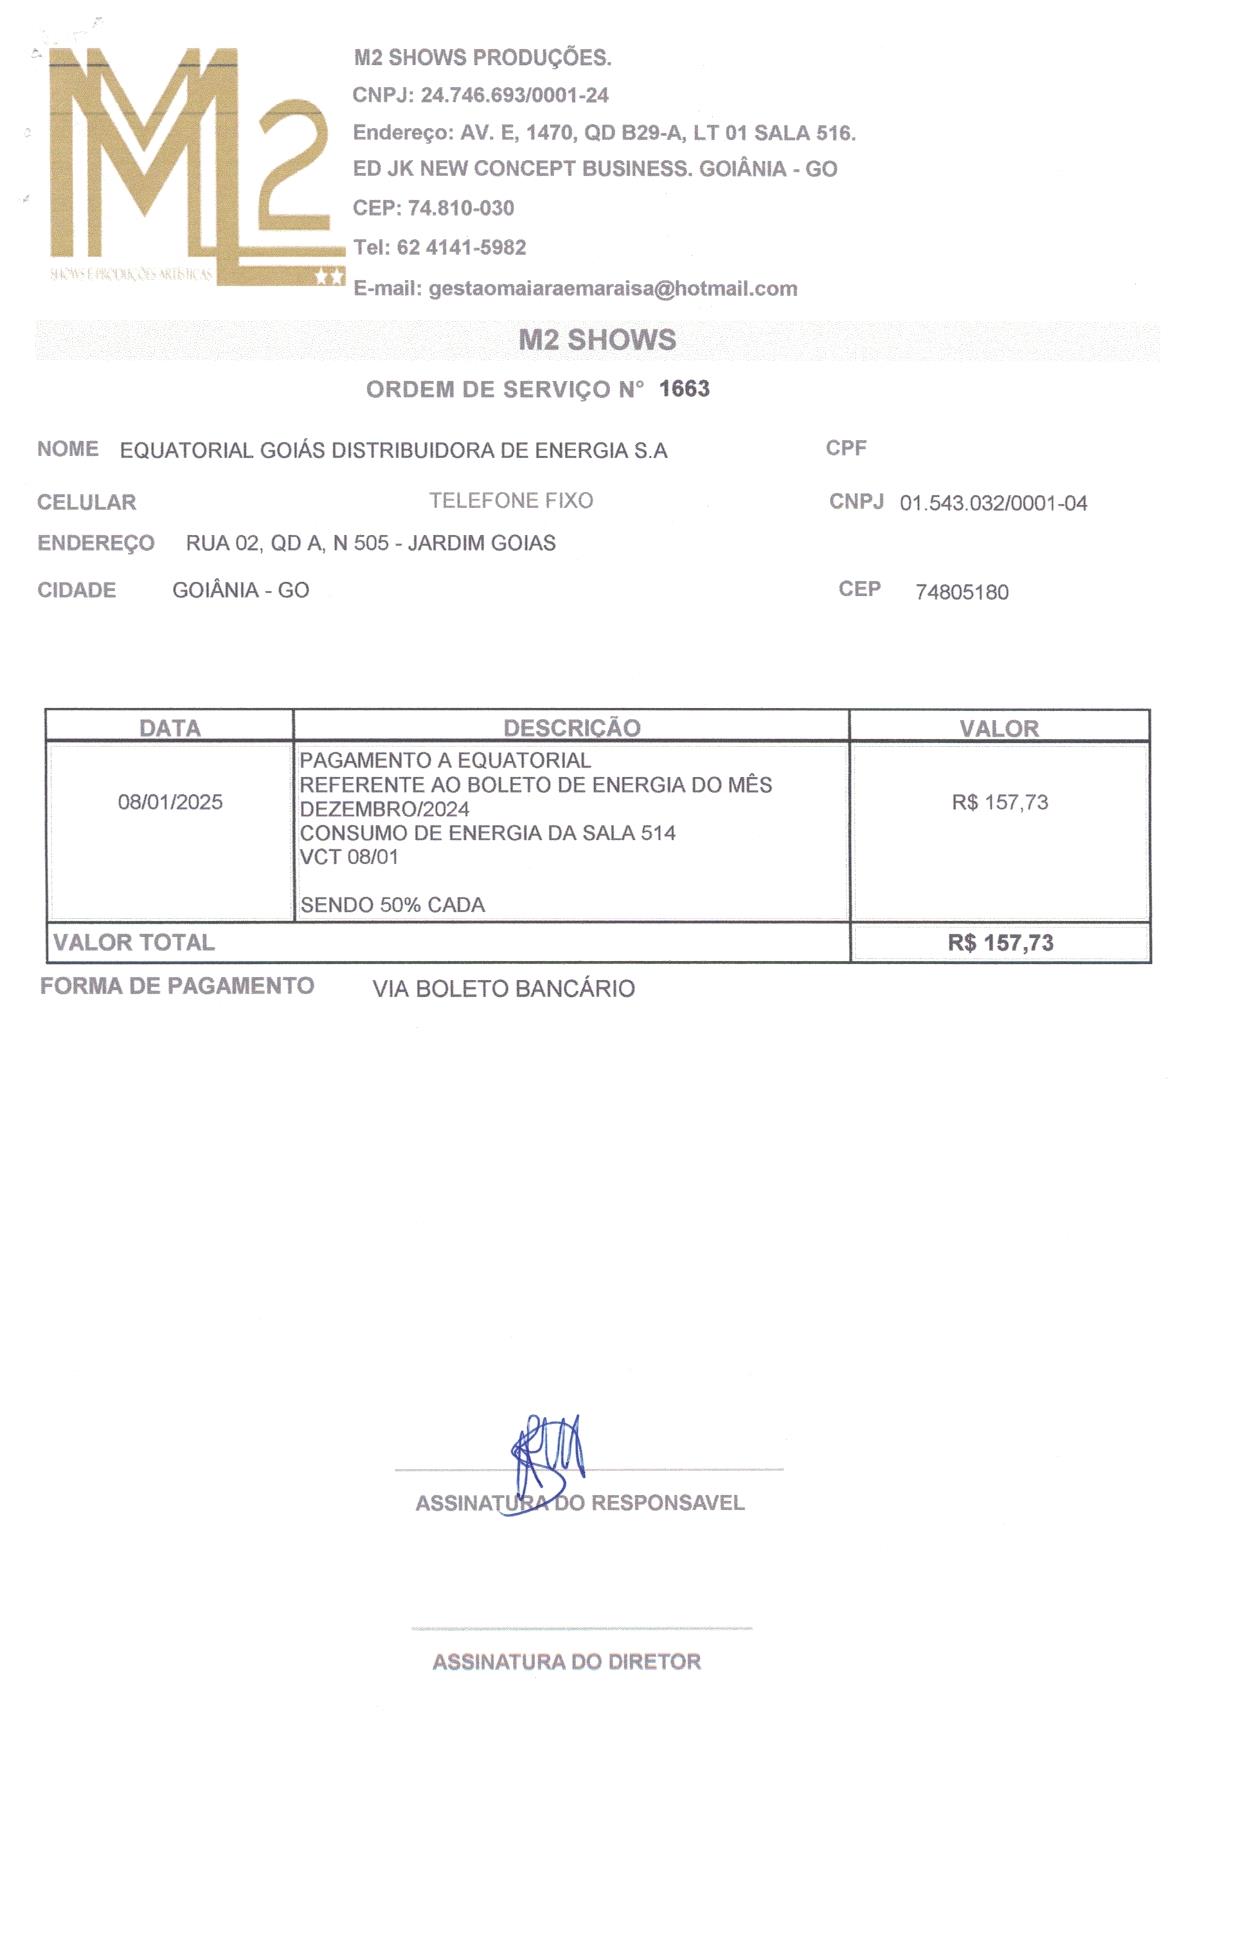 M2 SHOWS PRODUÇÕES.
CNPJ: 24.746.693/0001-24
Endereço: AV. E, 1470, QD B29-A, LT 01 SALA 516.
ED JK NEW CONCEPT BUSINESS. GOIÂNIA - GO
CEP: 74.810-030
Tel: 62 4141-5982
E-mail: gestaomaiaraemaraisa@hotmail.com
M2
SHOWS E PRODUÇÕES ARTÍSTICAS
M2 SHOWS
ORDEM DE SERVIÇO N° 1663
NOME EQUATORIAL GOIÁS DISTRIBUIDORA DE ENERGIA S.A CPF
CELULAR TELEFONE FIXO CNPJ 01.543.032/0001-04
ENDEREÇO RUA 02, QD A, N 505 - JARDIM GOIAS
CIDADE GOIÂNIA - GO CEP 74805180
DATA DESCRIÇÃO VALOR
PAGAMENTO A EQUATORIAL
REFERENTE AO BOLETO DE ENERGIA DO MÊS
08/01/2025 DEZEMBRO/2024 R$ 157,73
CONSUMO DE ENERGIA DA SALA 514
VCT 08/01
SENDO 50% CADA
VALOR TOTAL R$ 157,73
FORMA DE PAGAMENTO VIA BOLETO BANCÁRIO
ASSINATURA DO RESPONSAVEL
ASSINATURA DO DIRETOR